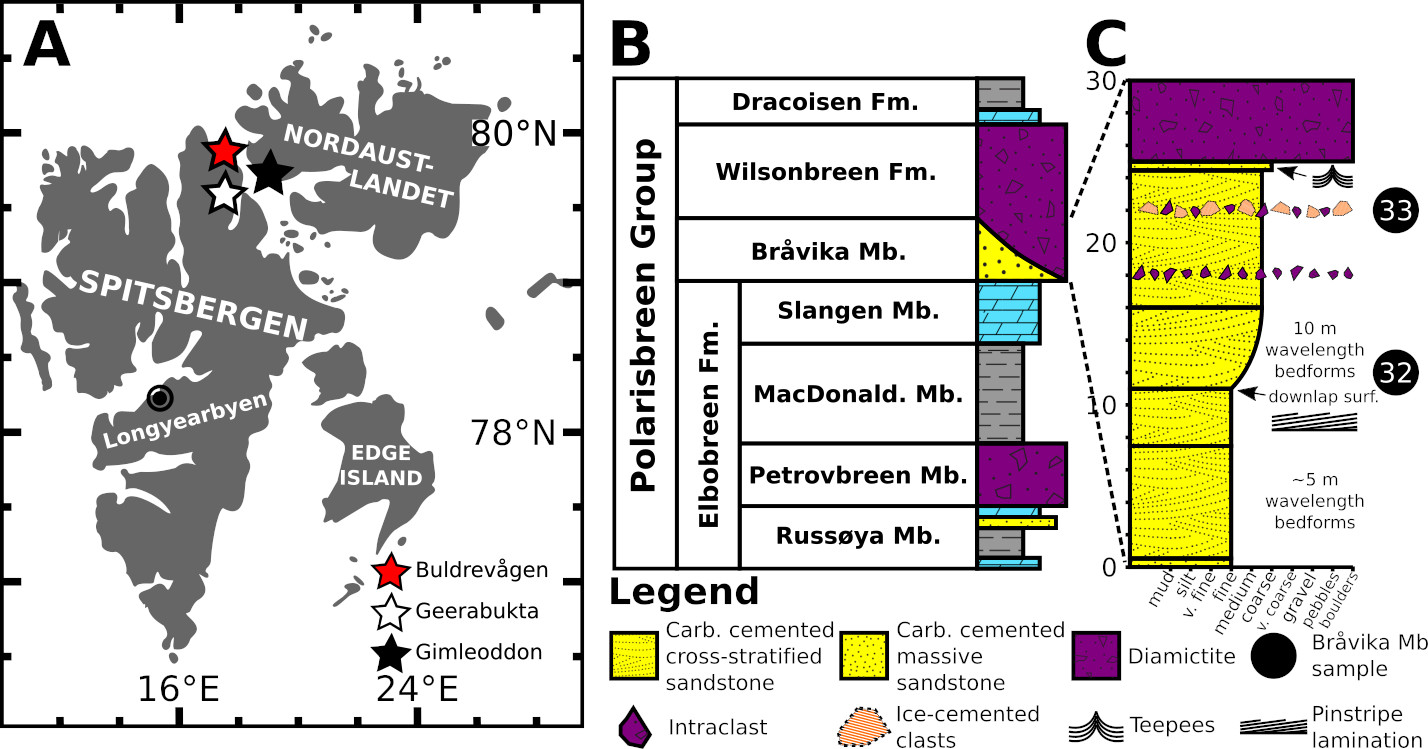 A
NORDAUST-
LANDET
80°N
SPITSBERGEN
Longyearbyen
78°N
EDGE
ISLAND
Buldrevågen
Geerabukta
Gimleoddon
16°E
24°E
B
Polarisbreen Group
Dracoisen Fm.
Wilsonbreen Fm.
Bråvika Mb.
Elbobreen Fm.
Slangen Mb.
MacDonald. Mb.
Petrovbreen Mb.
Russøya Mb.
C
30
20
10
0
33
32
10 m
wavelength
bedforms
downlap surf.
~5 m
wavelength
bedforms
mud
silt
v. fine
fine
medium
coarse
v. coarse
gravel
pebbles
boulders
Legend
Carb. cemented
cross-stratified
sandstone
Carb. cemented
massive
sandstone
Diamictite
Bråvika Mb
sample
Intraclast
Ice-cemented
clasts
Teepees
Pinstripe
lamination